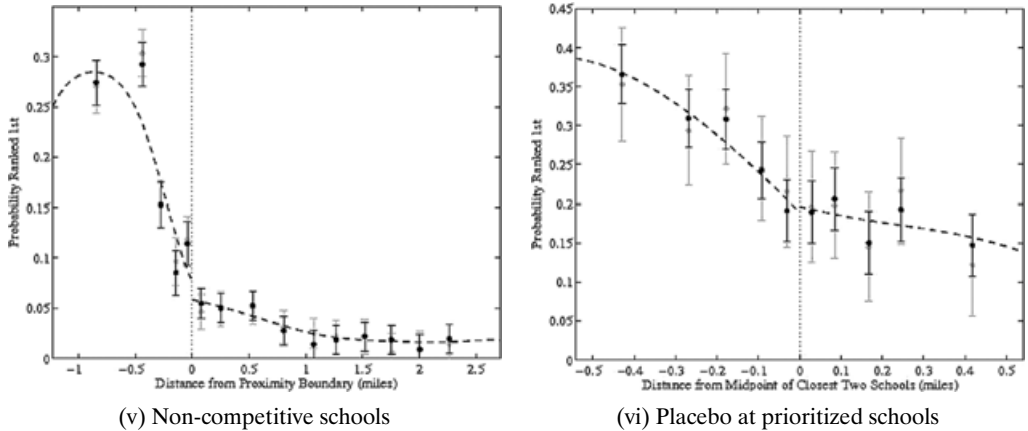 0.3
0.25
0.2
0.15
0.1
0.05
0
Probability Ranked 1st
-1 -0.5 0 0.5 1 1.5 2 2.5
Distance from Proximity Boundary (miles)
(v) Non-competitive schools
0.45
0.4
0.35
0.3
0.25
0.2
0.15
0.1
0.05
0
Probability Ranked 1st
-0.5 -0.4 -0.3 -0.2 -0.1 0 0.1 0.2 0.3 0.4 0.5
Distance from Midpoint of Closest Two Schools (miles)
(vi) Placebo at prioritized schools